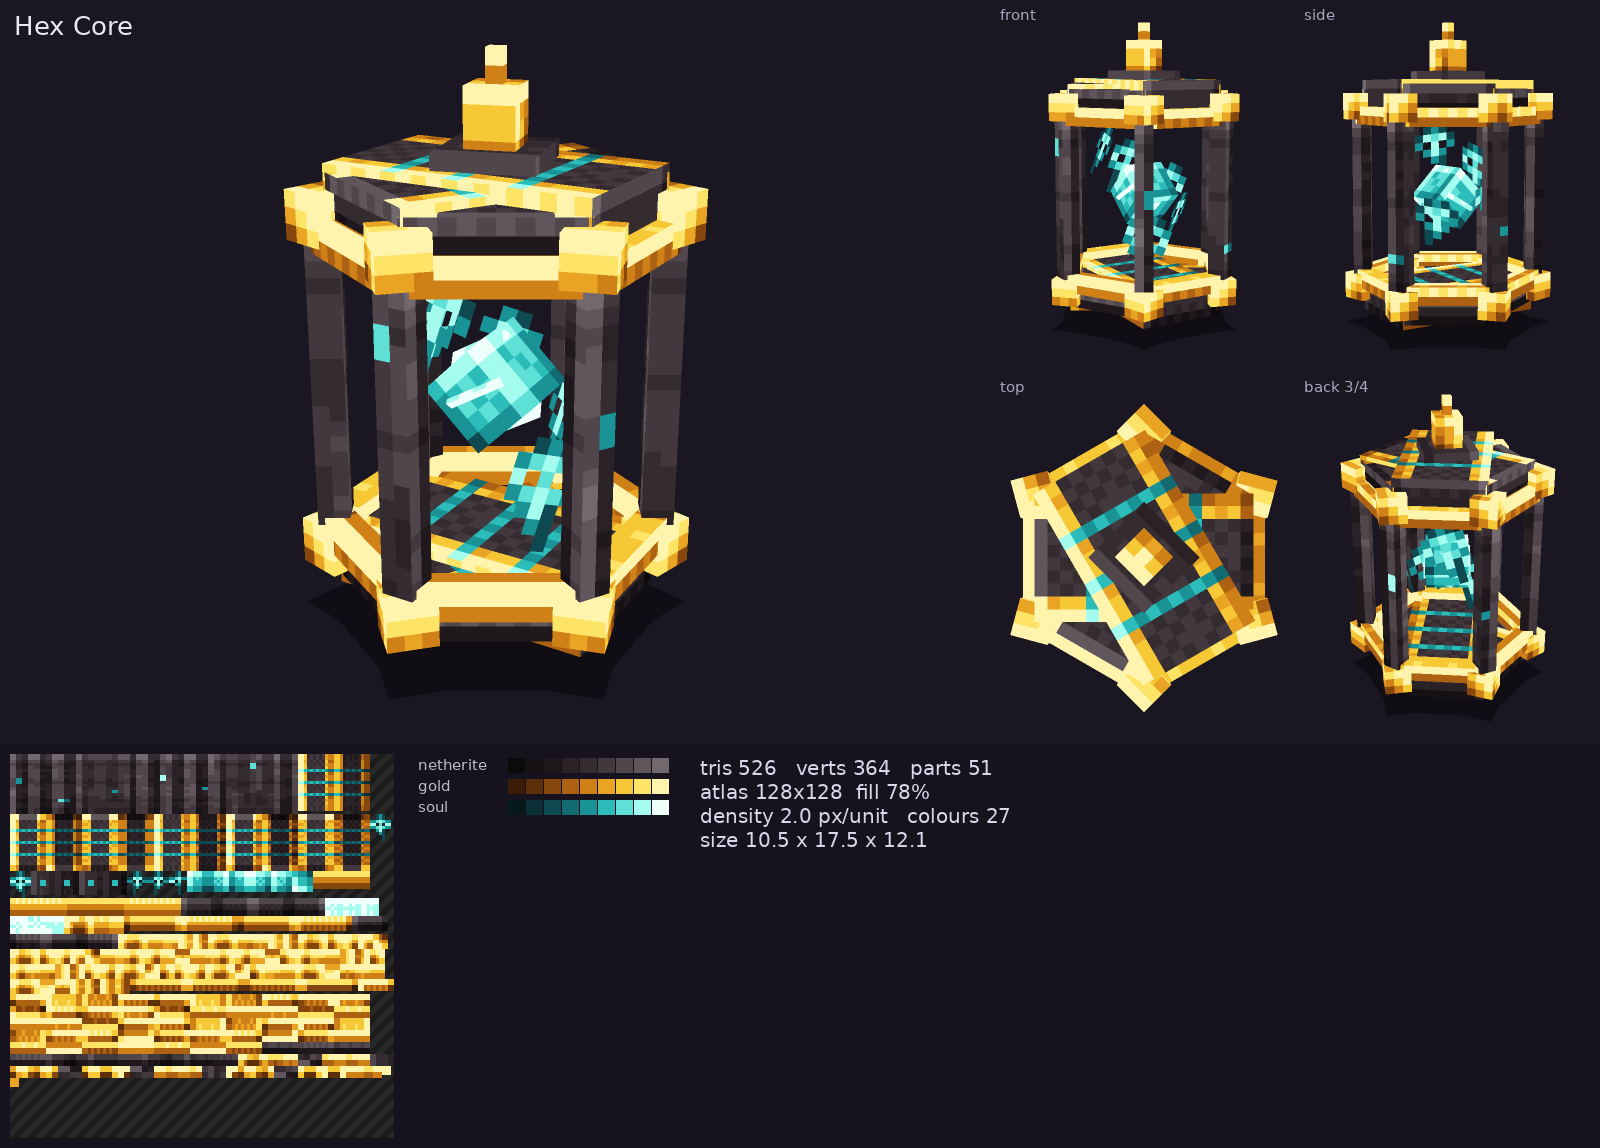 Hex Core
front
side
top
back 3/4
netherite
gold
soul
tris 526   verts 364   parts 51
atlas 128x128  fill 78%
density 2.0 px/unit   colours 27
size 10.5 x 17.5 x 12.1